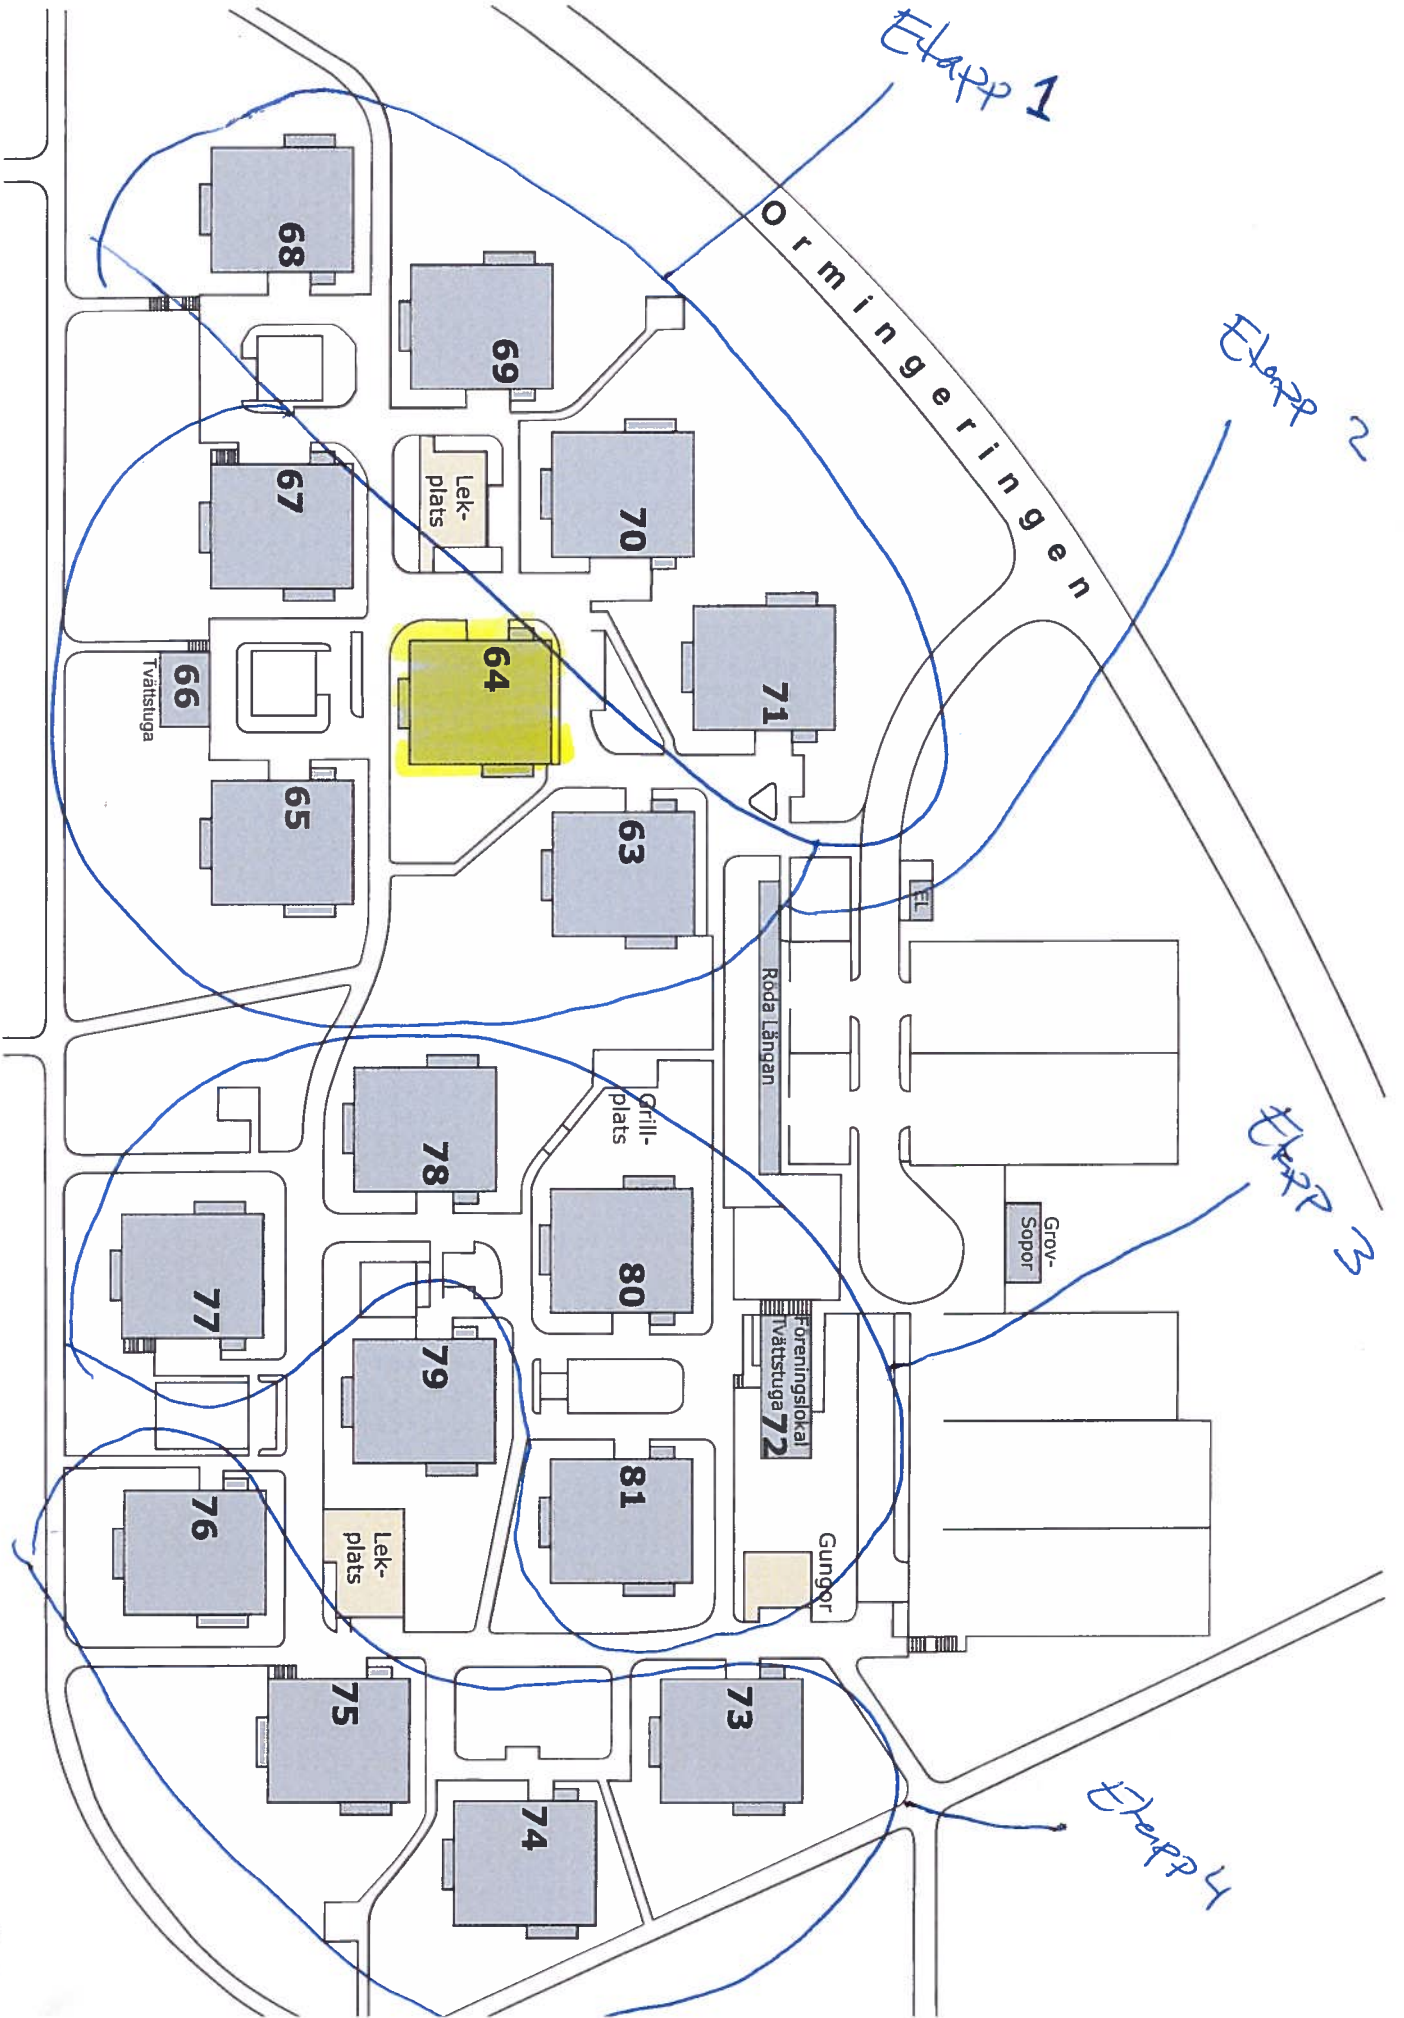 Etapp 1
Ormingeringen
Etapp 2
68
69
67
Lek-
plats
70
64
71
66
Tvättstuga
65
63
EL
Röda Längan
Grill-
plats
78
80
77
79
Grov-
Sopor
Etapp 3
Föreningslokal
Tvättstuga 72
81
76
Lek-
plats
Gungor
75
73
74
Etapp 4